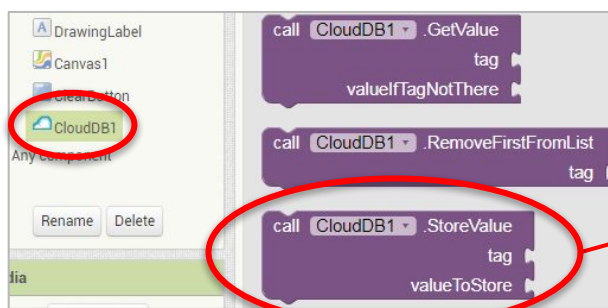 DrawingLabel
Canvas1
ClearButton
CloudDB1
Any component
Rename Delete
dia
call CloudDB1 .GetValue
tag
valueIfTagNotThere
call CloudDB1 .RemoveFirstFromList
tag
call CloudDB1 .StoreValue
tag
valueToStore